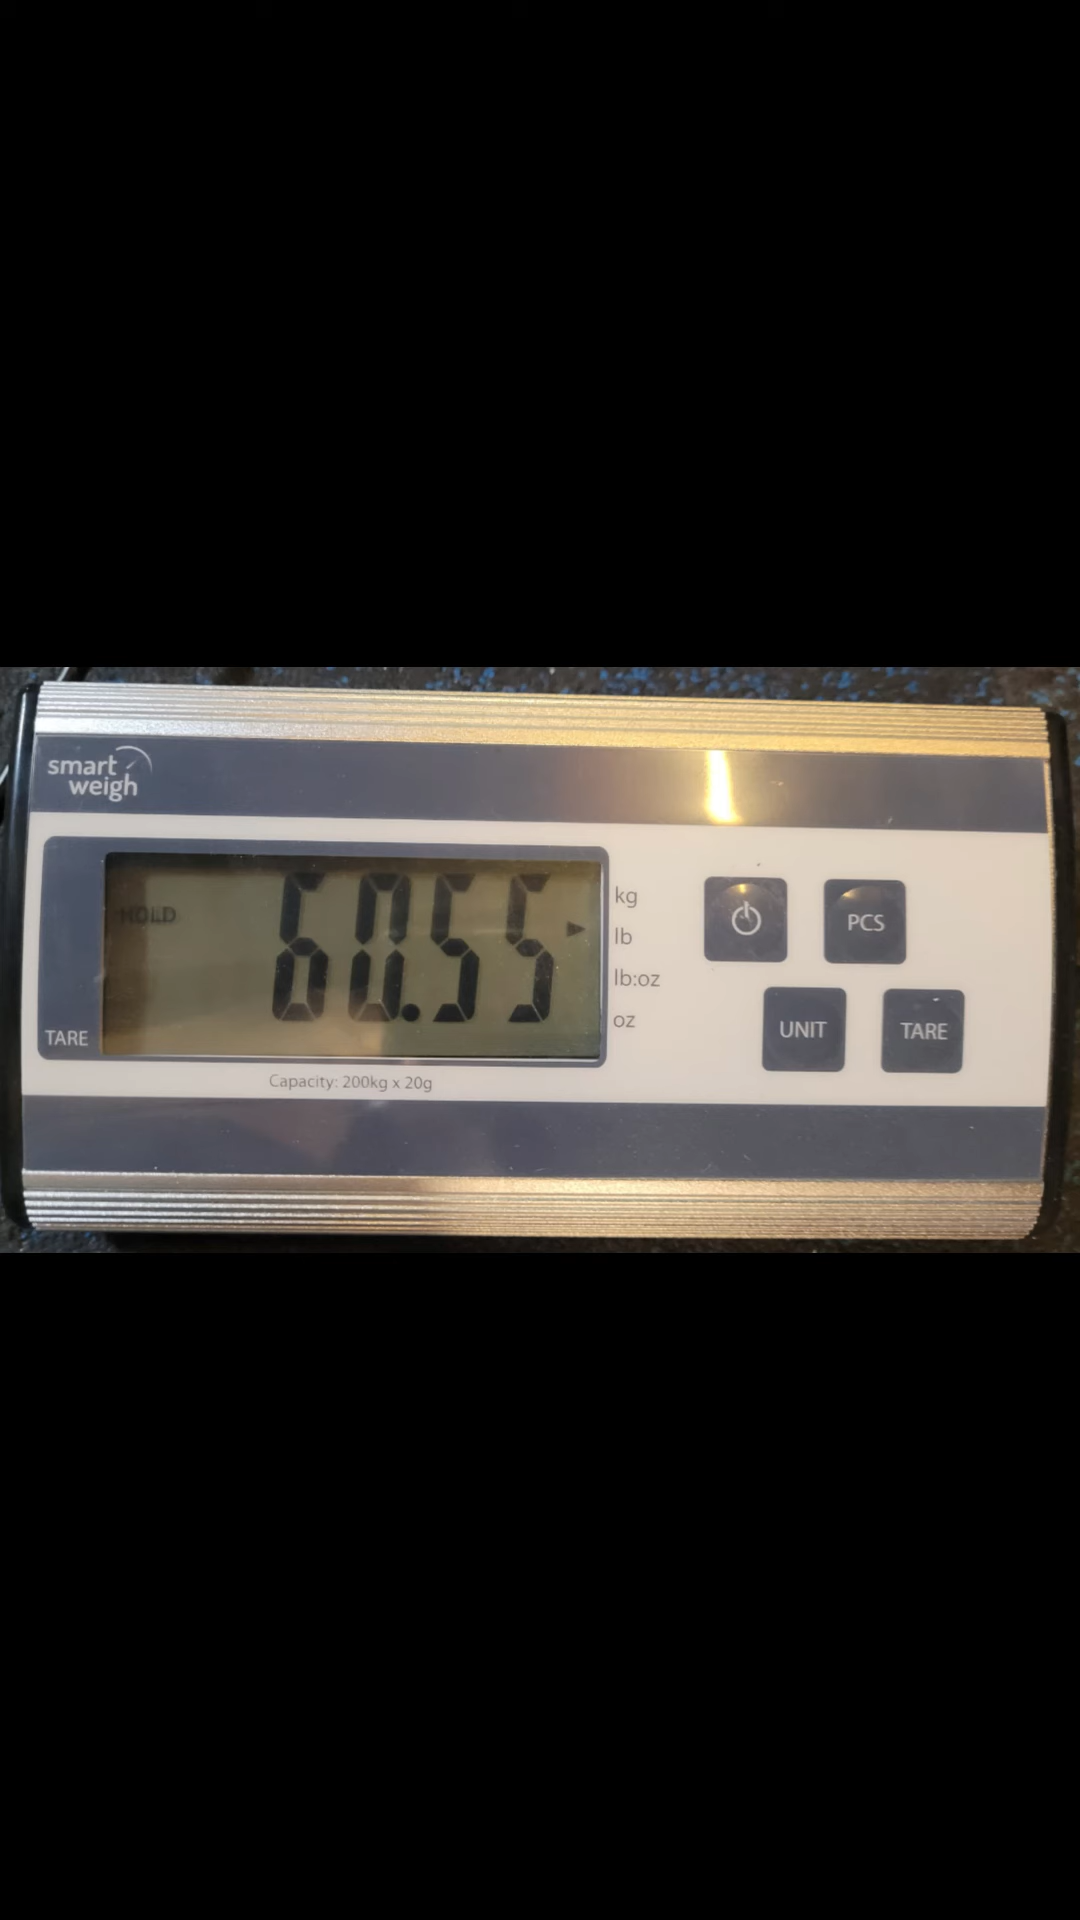 smart
weigh
HOLD
60.55
kg
lb
lb:oz
oz
TARE
Capacity: 200kg x 20g
PCS
UNIT
TARE